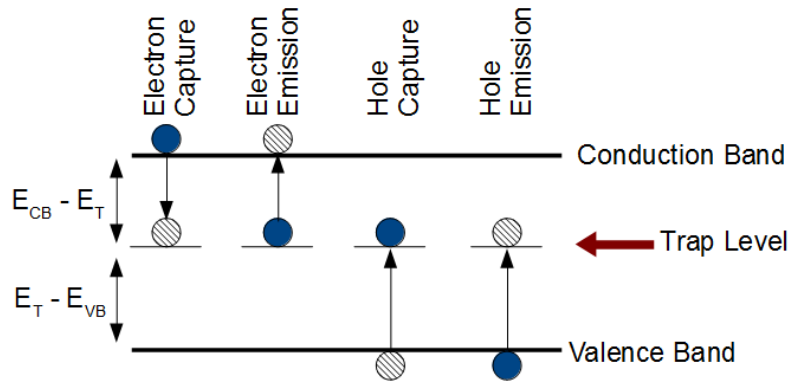 Electron
Capture
Electron
Emission
Hole
Capture
Hole
Emission
Conduction Band
E_CB - E_T
Trap Level
E_T - E_VB
Valence Band